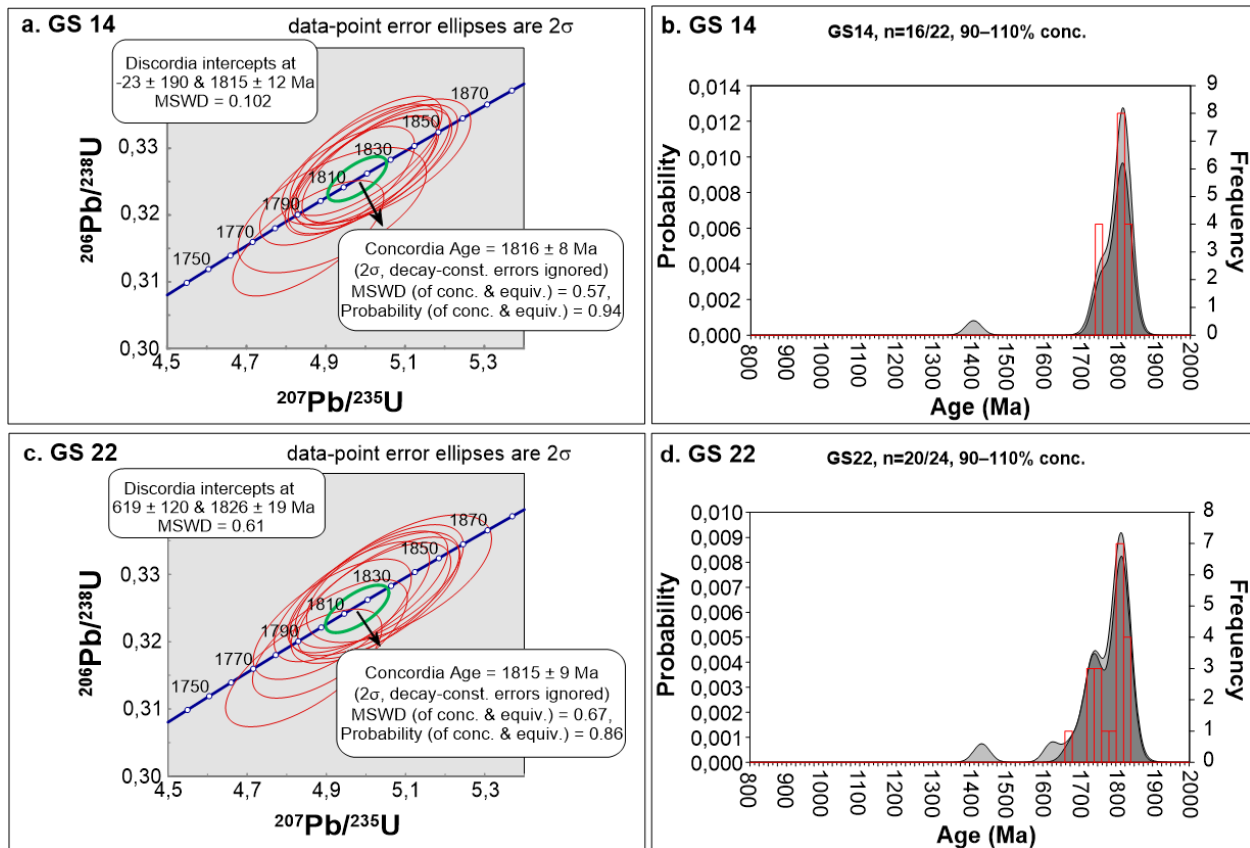 a. GS 14
data-point error ellipses are 2σ
Discordia intercepts at
-23 ± 190 & 1815 ± 12 Ma
MSWD = 0.102
1870
1850
1830
1810
1790
1770
1750
0,33
0,32
0,31
0,30
²⁰⁶Pb/²³⁸U
Concordia Age = 1816 ± 8 Ma
(2σ, decay-const. errors ignored)
MSWD (of conc. & equiv.) = 0.57,
Probability (of conc. & equiv.) = 0.94
4,5 4,7 4,9 5,1 5,3
²⁰⁷Pb/²³⁵U
b. GS 14
GS14, n=16/22, 90–110% conc.
0,014
0,012
0,010
0,008
0,006
0,004
0,002
0,000
Probability
9
8
7
6
5
4
3
2
1
0
Frequency
800 900 1000 1100 1200 1300 1400 1500 1600 1700 1800 1900 2000
Age (Ma)
c. GS 22
data-point error ellipses are 2σ
Discordia intercepts at
619 ± 120 & 1826 ± 19 Ma
MSWD = 0.61
1870
1850
1830
1810
1790
1770
1750
0,33
0,32
0,31
0,30
²⁰⁶Pb/²³⁸U
Concordia Age = 1815 ± 9 Ma
(2σ, decay-const. errors ignored)
MSWD (of conc. & equiv.) = 0.67,
Probability (of conc. & equiv.) = 0.86
4,5 4,7 4,9 5,1 5,3
²⁰⁷Pb/²³⁵U
d. GS 22
GS22, n=20/24, 90–110% conc.
0,010
0,009
0,008
0,007
0,006
0,005
0,004
0,003
0,002
0,001
0,000
Probability
8
7
6
5
4
3
2
1
0
Frequency
800 900 1000 1100 1200 1300 1400 1500 1600 1700 1800 1900 2000
Age (Ma)